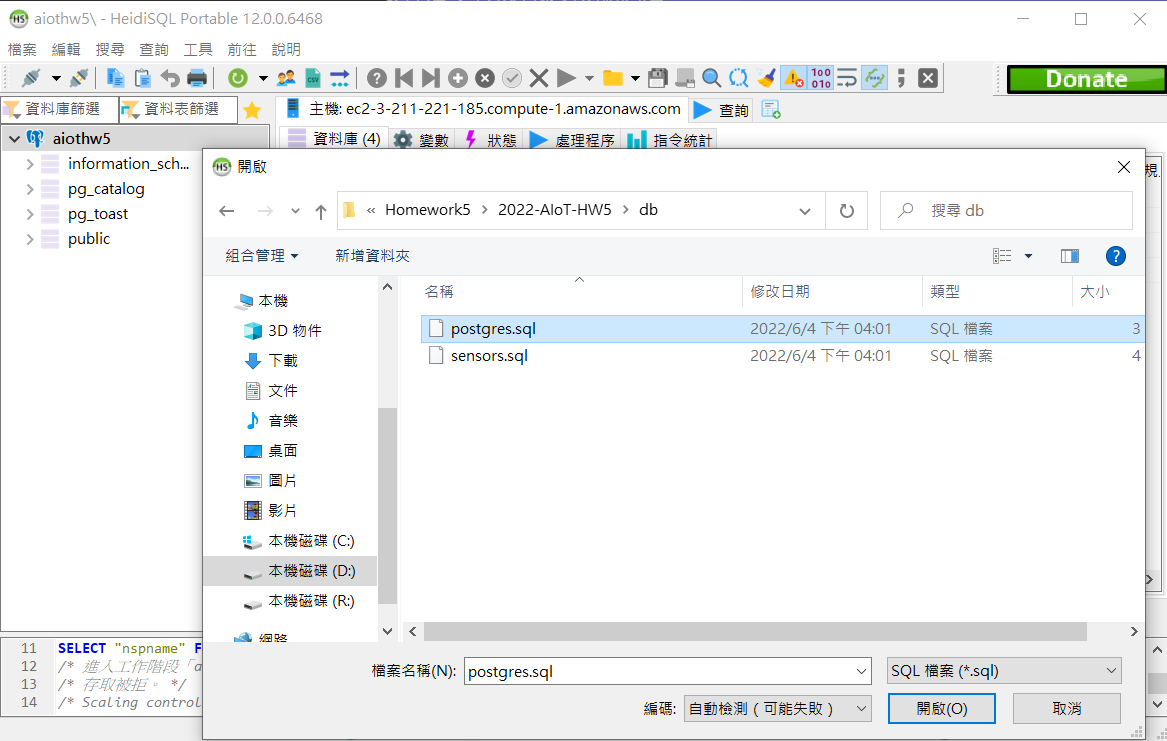 aiothw5\ - HeidiSQL Portable 12.0.0.6468
檔案 編輯 搜尋 查詢 工具 前往 說明
Donate
資料庫篩選 資料表篩選 主機: ec2-3-211-221-185.compute-1.amazonaws.com 查詢
aiothw5 資料庫 (4) 變數 狀態 處理程序 指令統計
information_sch...
pg_catalog
pg_toast
public
開啟
規
« Homework5 › 2022-AIoT-HW5 › db 搜尋 db
組合管理 新增資料夾
名稱 修改日期 類型 大小
postgres.sql 2022/6/4 下午 04:01 SQL 檔案 3
sensors.sql 2022/6/4 下午 04:01 SQL 檔案 4
本機
3D 物件
下載
文件
音樂
桌面
圖片
影片
本機磁碟 (C:)
本機磁碟 (D:)
本機磁碟 (R:)
網路
檔案名稱(N): postgres.sql SQL 檔案 (*.sql)
編碼: 自動檢測（可能失敗） 開啟(O) 取消
11 SELECT "nspname" F
12 /* 進入工作階段「a
13 /* 存取被拒。 */
14 /* Scaling control